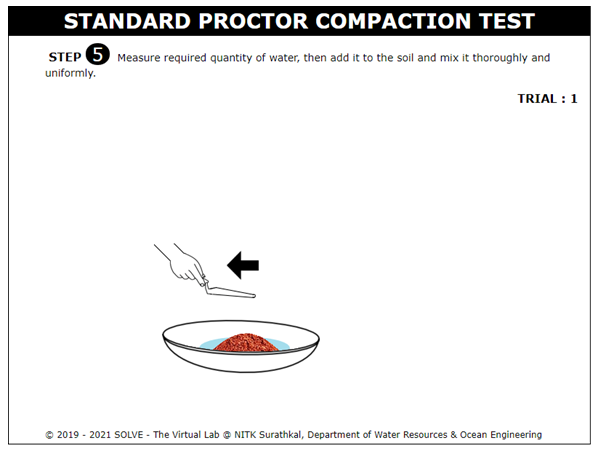 STANDARD PROCTOR COMPACTION TEST
STEP 5 Measure required quantity of water, then add it to the soil and mix it thoroughly and
uniformly.
TRIAL : 1
© 2019 - 2021 SOLVE - The Virtual Lab @ NITK Surathkal, Department of Water Resources & Ocean Engineering